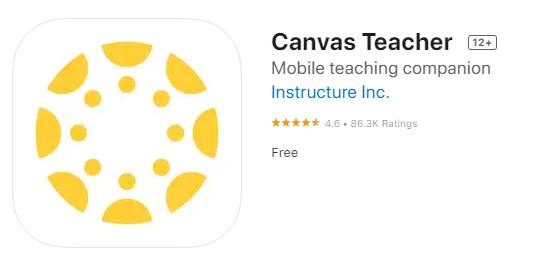 Canvas Teacher 12+
Mobile teaching companion
Instructure Inc.
4.6 • 86.3K Ratings
Free